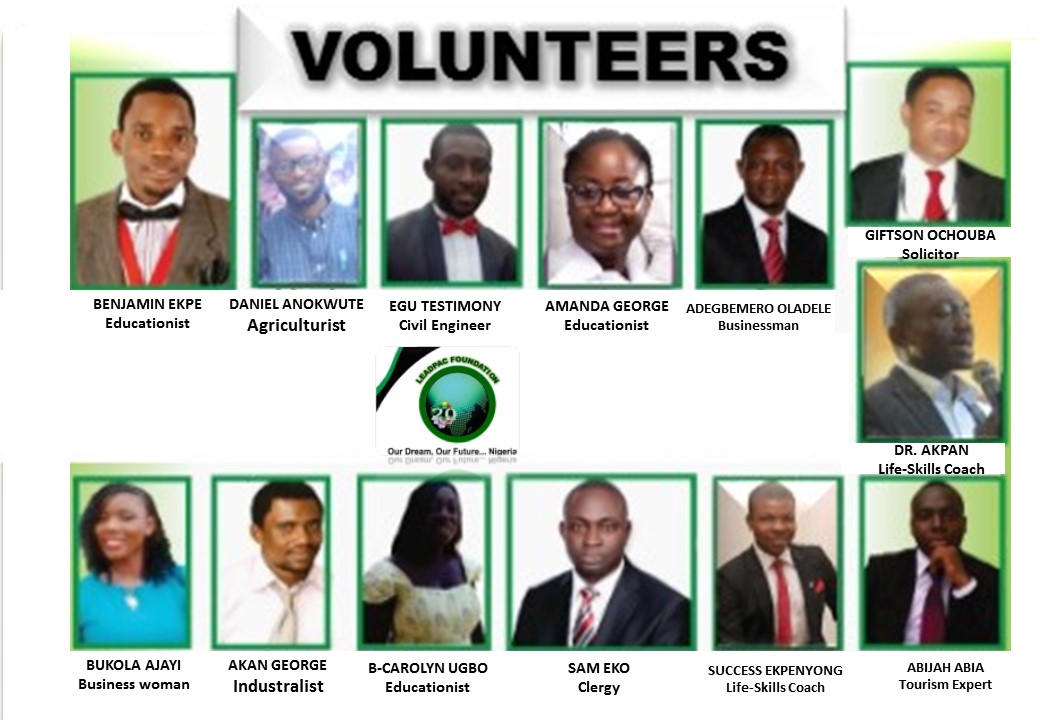 VOLUNTEERS
GIFTSON OCHOUBA
Solicitor
BENJAMIN EKPE
Educationist
DANIEL ANOKWUTE
Agriculturist
EGU TESTIMONY
Civil Engineer
AMANDA GEORGE
Educationist
ADEGBEMERO OLADELE
Businessman
LEADPAC FOUNDATION
20
Our Dream, Our Future... Nigeria
DR. AKPAN
Life-Skills Coach
BUKOLA AJAYI
Business woman
AKAN GEORGE
Industralist
B-CAROLYN UGBO
Educationist
SAM EKO
Clergy
SUCCESS EKPENYONG
Life-Skills Coach
ABIJAH ABIA
Tourism Expert